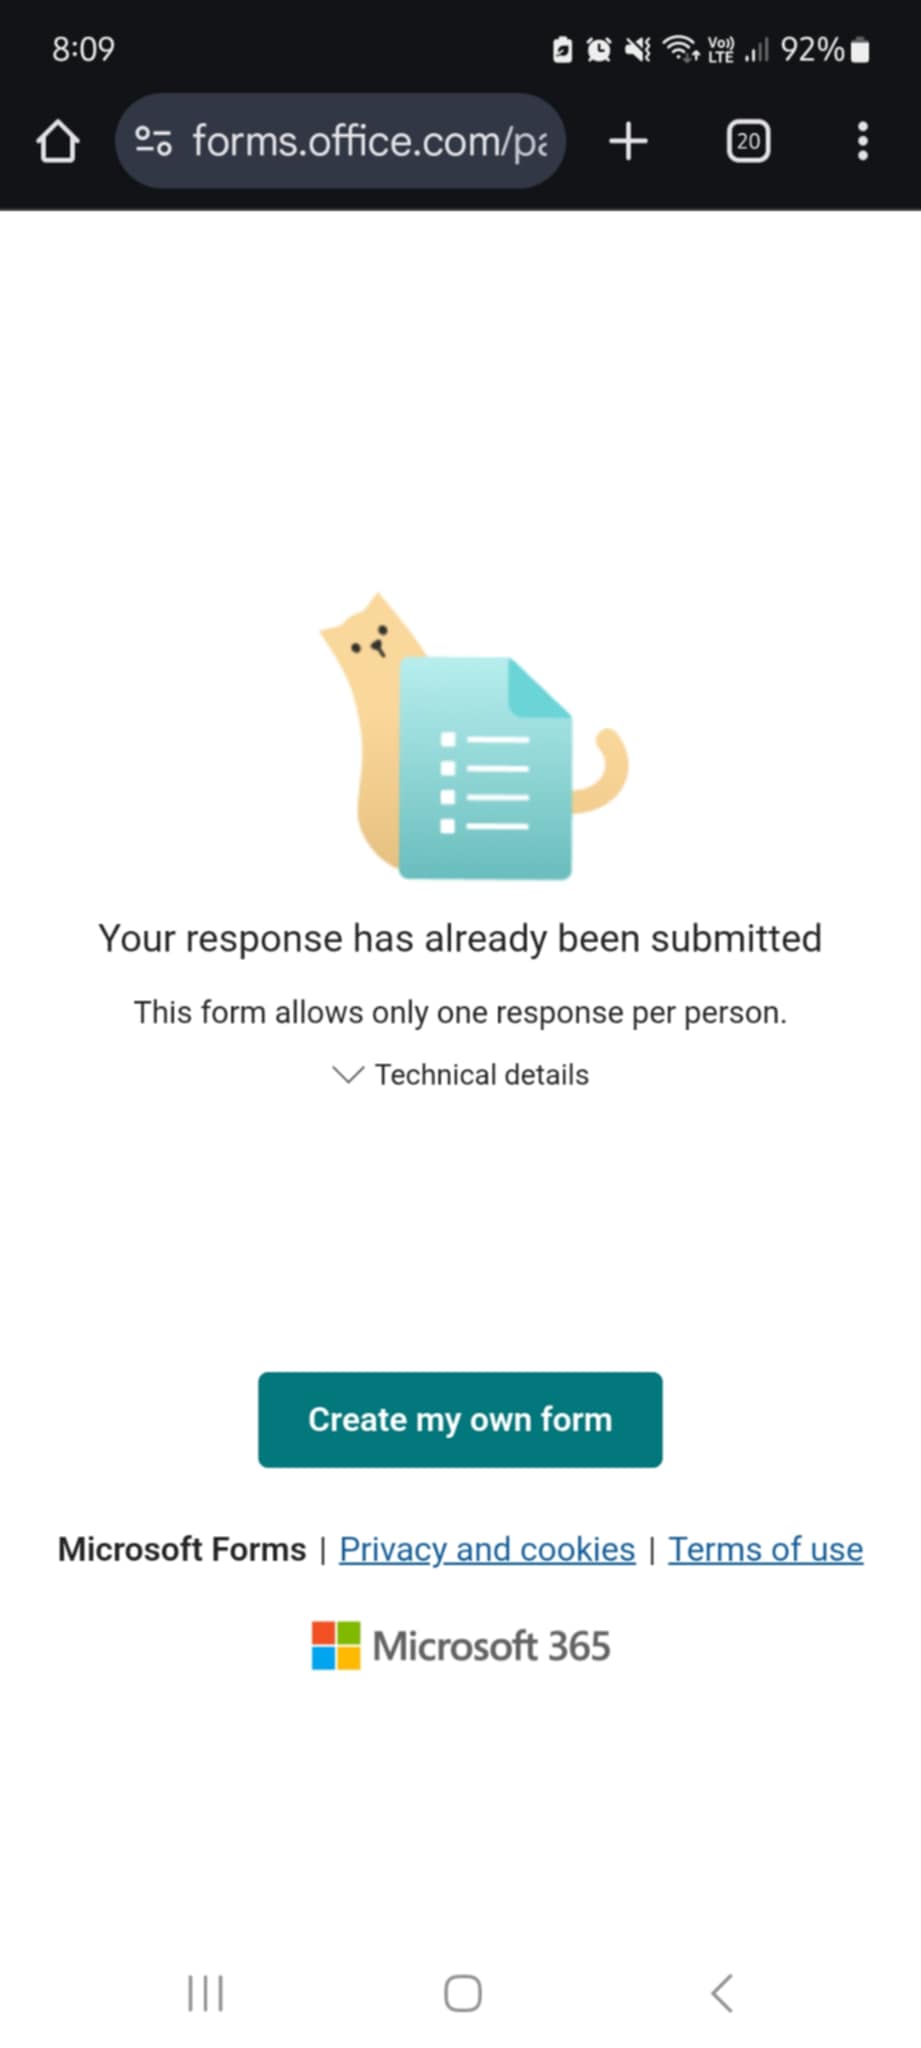 8:09
Vo))
LTE
92%
forms.office.com/pa
20
Your response has already been submitted
This form allows only one response per person.
Technical details
Create my own form
Microsoft Forms | Privacy and cookies | Terms of use
Microsoft 365